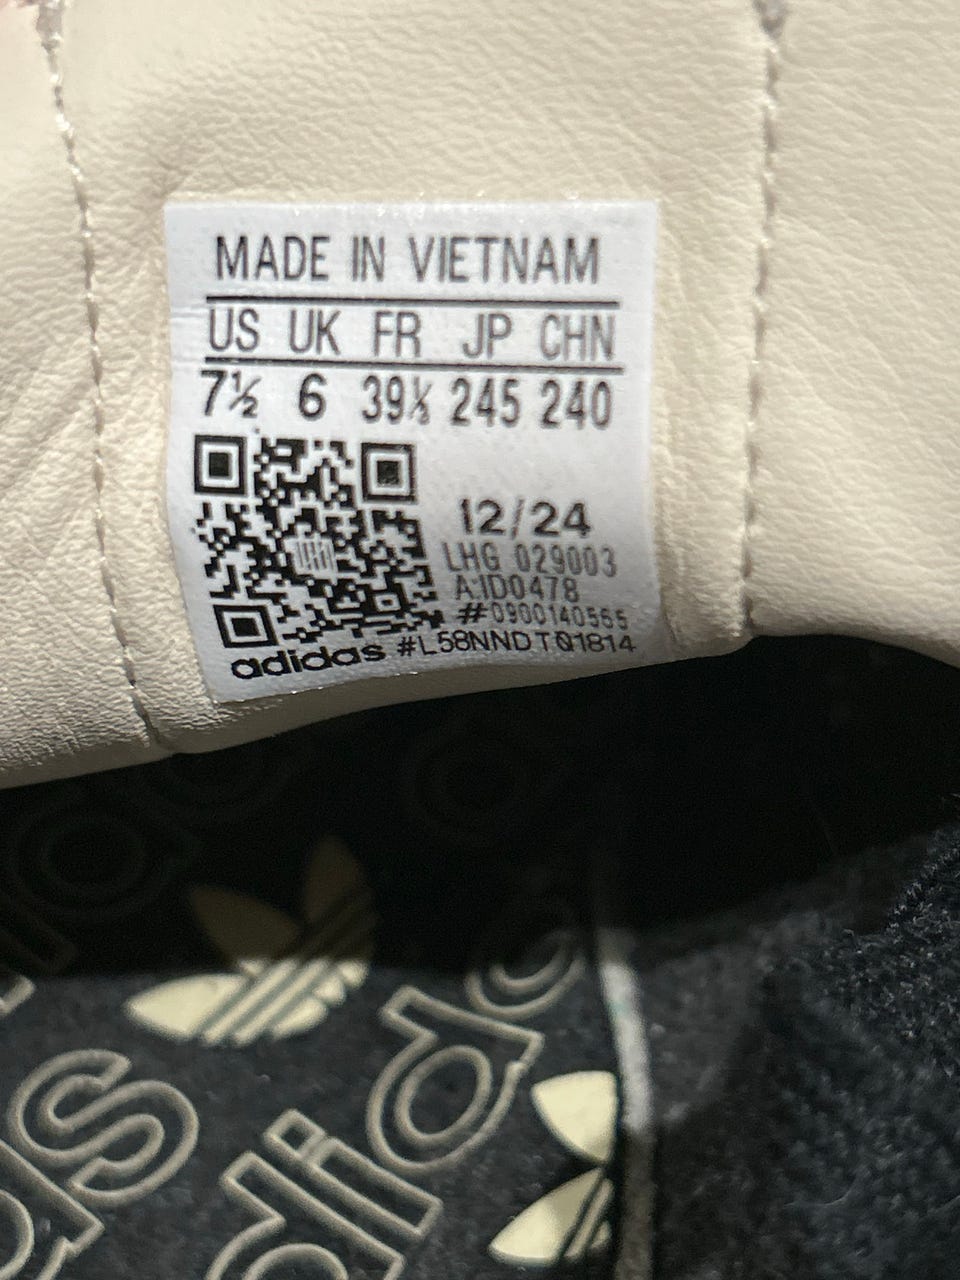 MADE IN VIETNAM
US UK FR JP CHN
7½ 6 39⅓ 245 240
12/24
LHG 029003
A:ID0478
#0900140565
adidas #L58NNDTQ1814